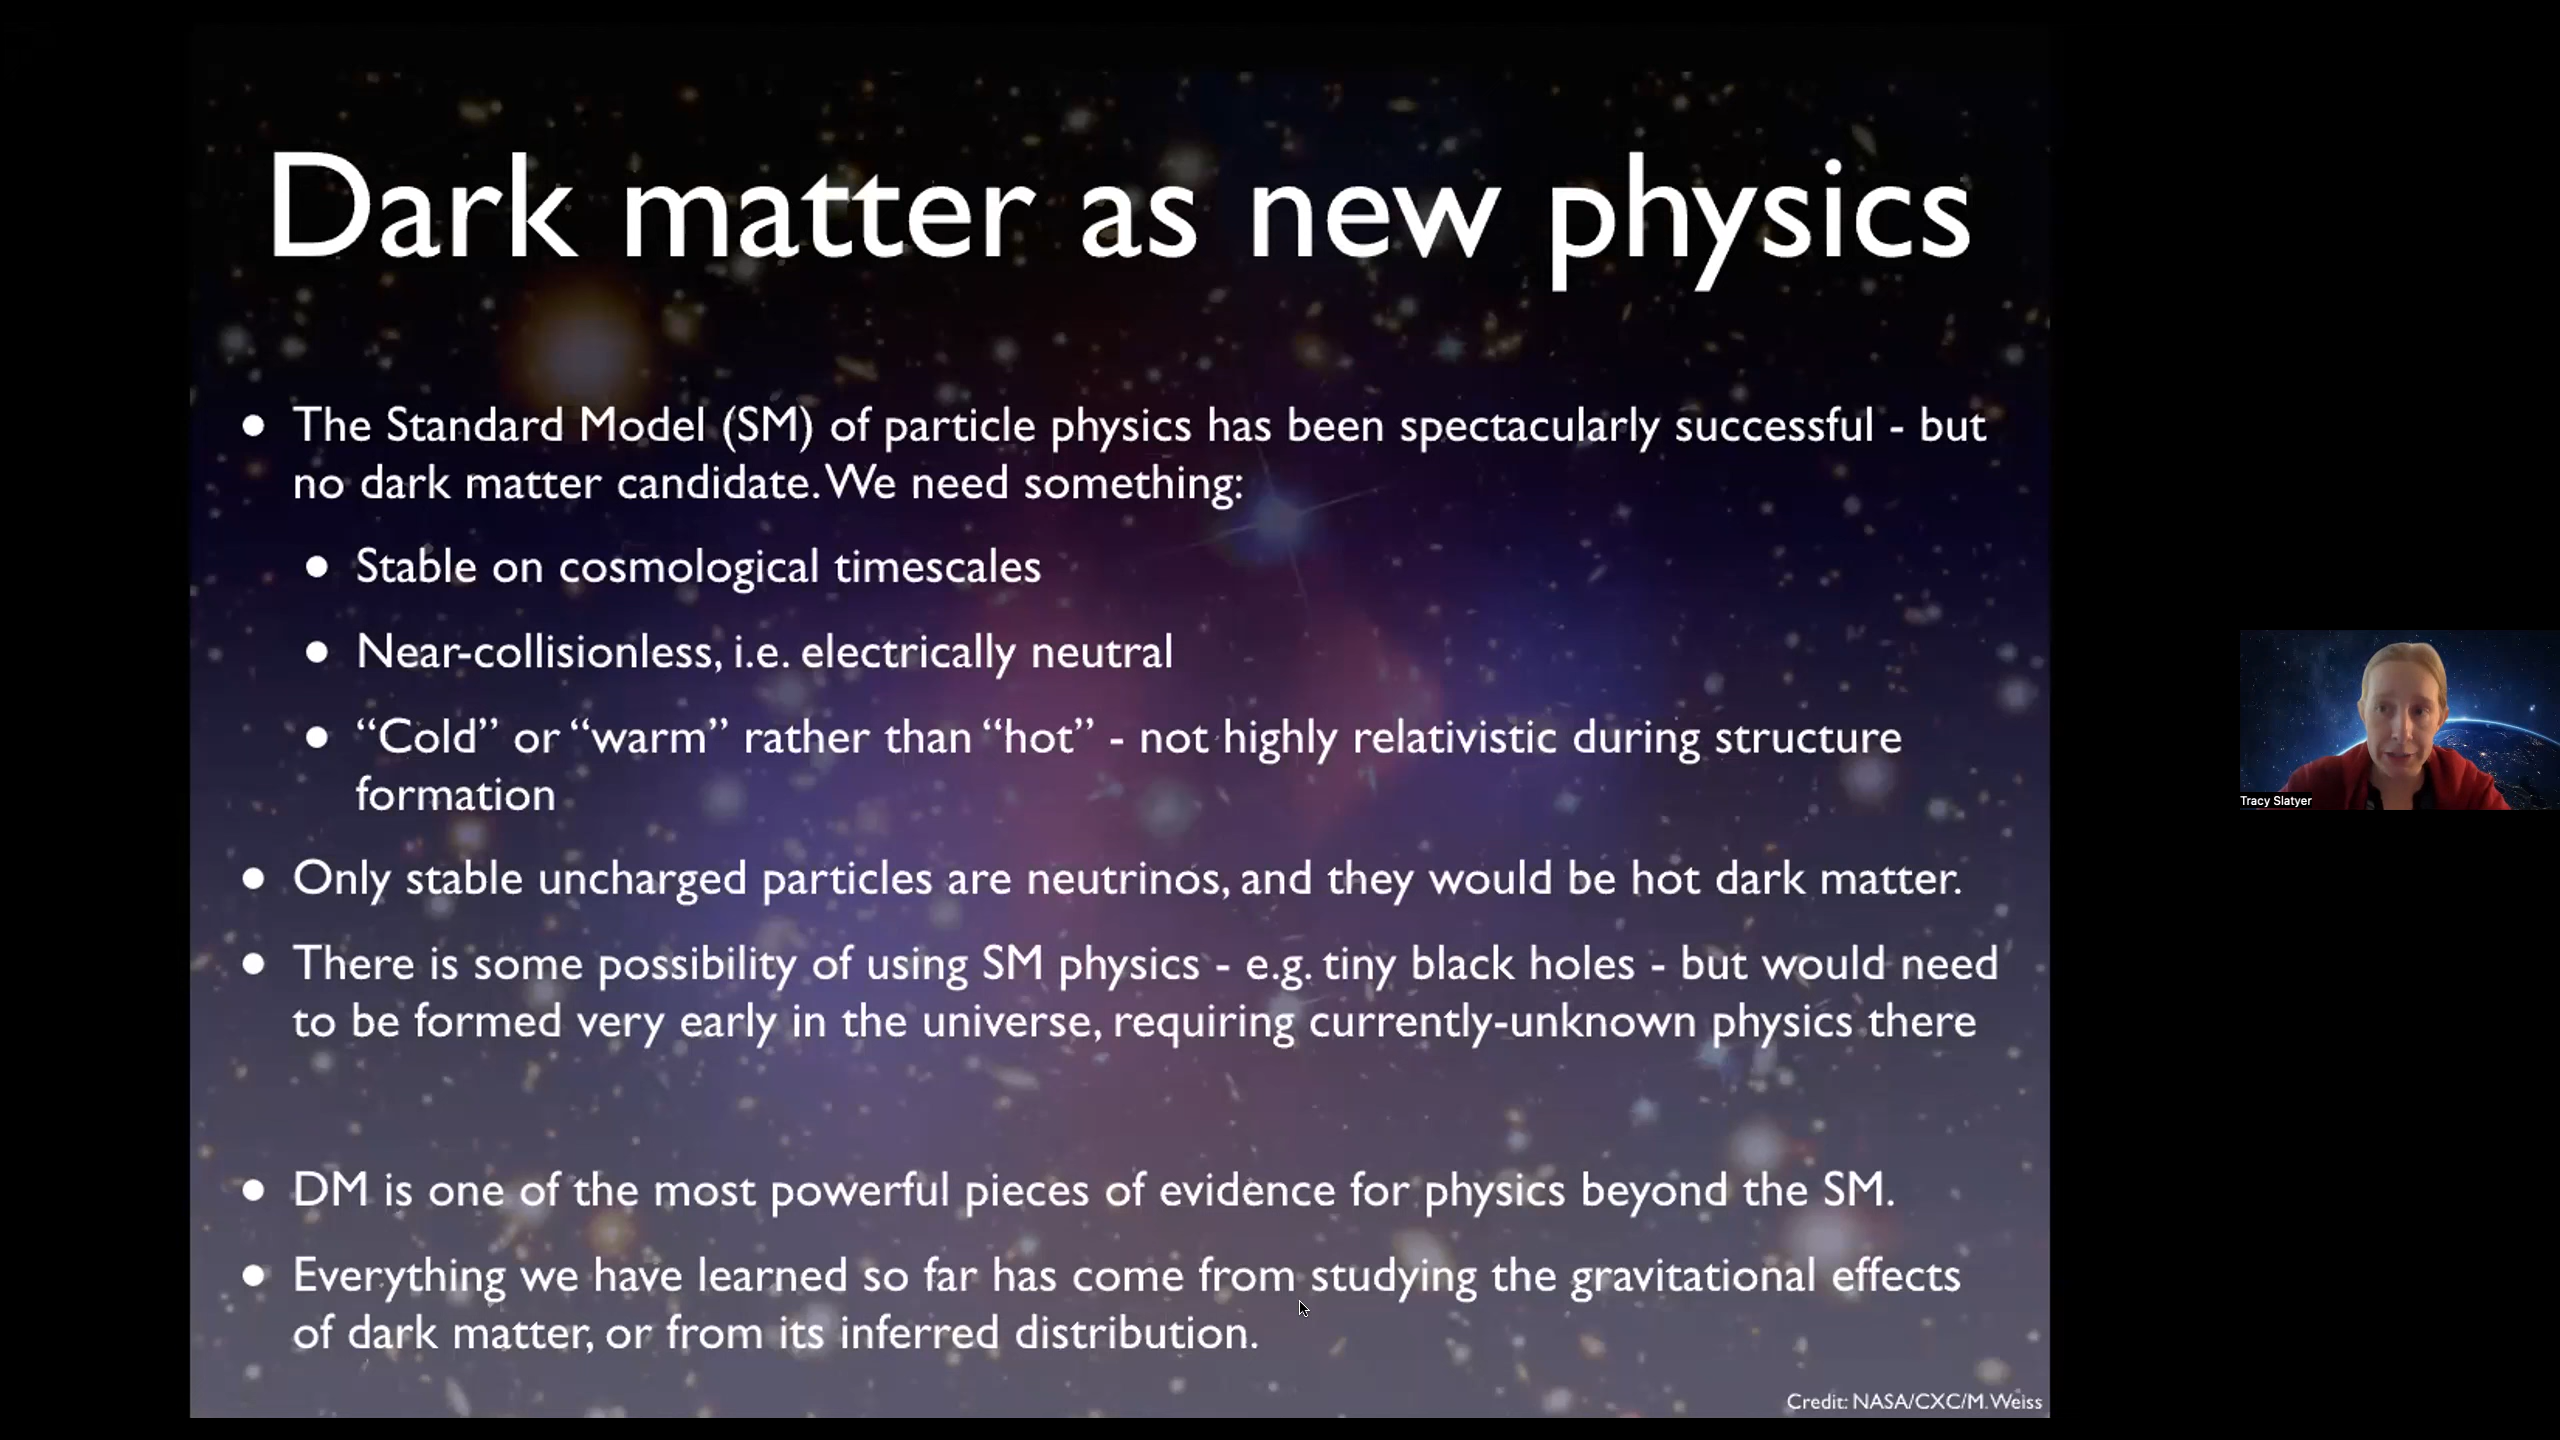 Dark matter as new physics
● The Standard Model (SM) of particle physics has been spectacularly successful - but
no dark matter candidate. We need something:
● Stable on cosmological timescales
● Near-collisionless, i.e. electrically neutral
● “Cold” or “warm” rather than “hot” - not highly relativistic during structure
formation
● Only stable uncharged particles are neutrinos, and they would be hot dark matter.
● There is some possibility of using SM physics - e.g. tiny black holes - but would need
to be formed very early in the universe, requiring currently-unknown physics there
● DM is one of the most powerful pieces of evidence for physics beyond the SM.
● Everything we have learned so far has come from studying the gravitational effects
of dark matter, or from its inferred distribution.
Credit: NASA/CXC/M.Weiss
Tracy Slatyer